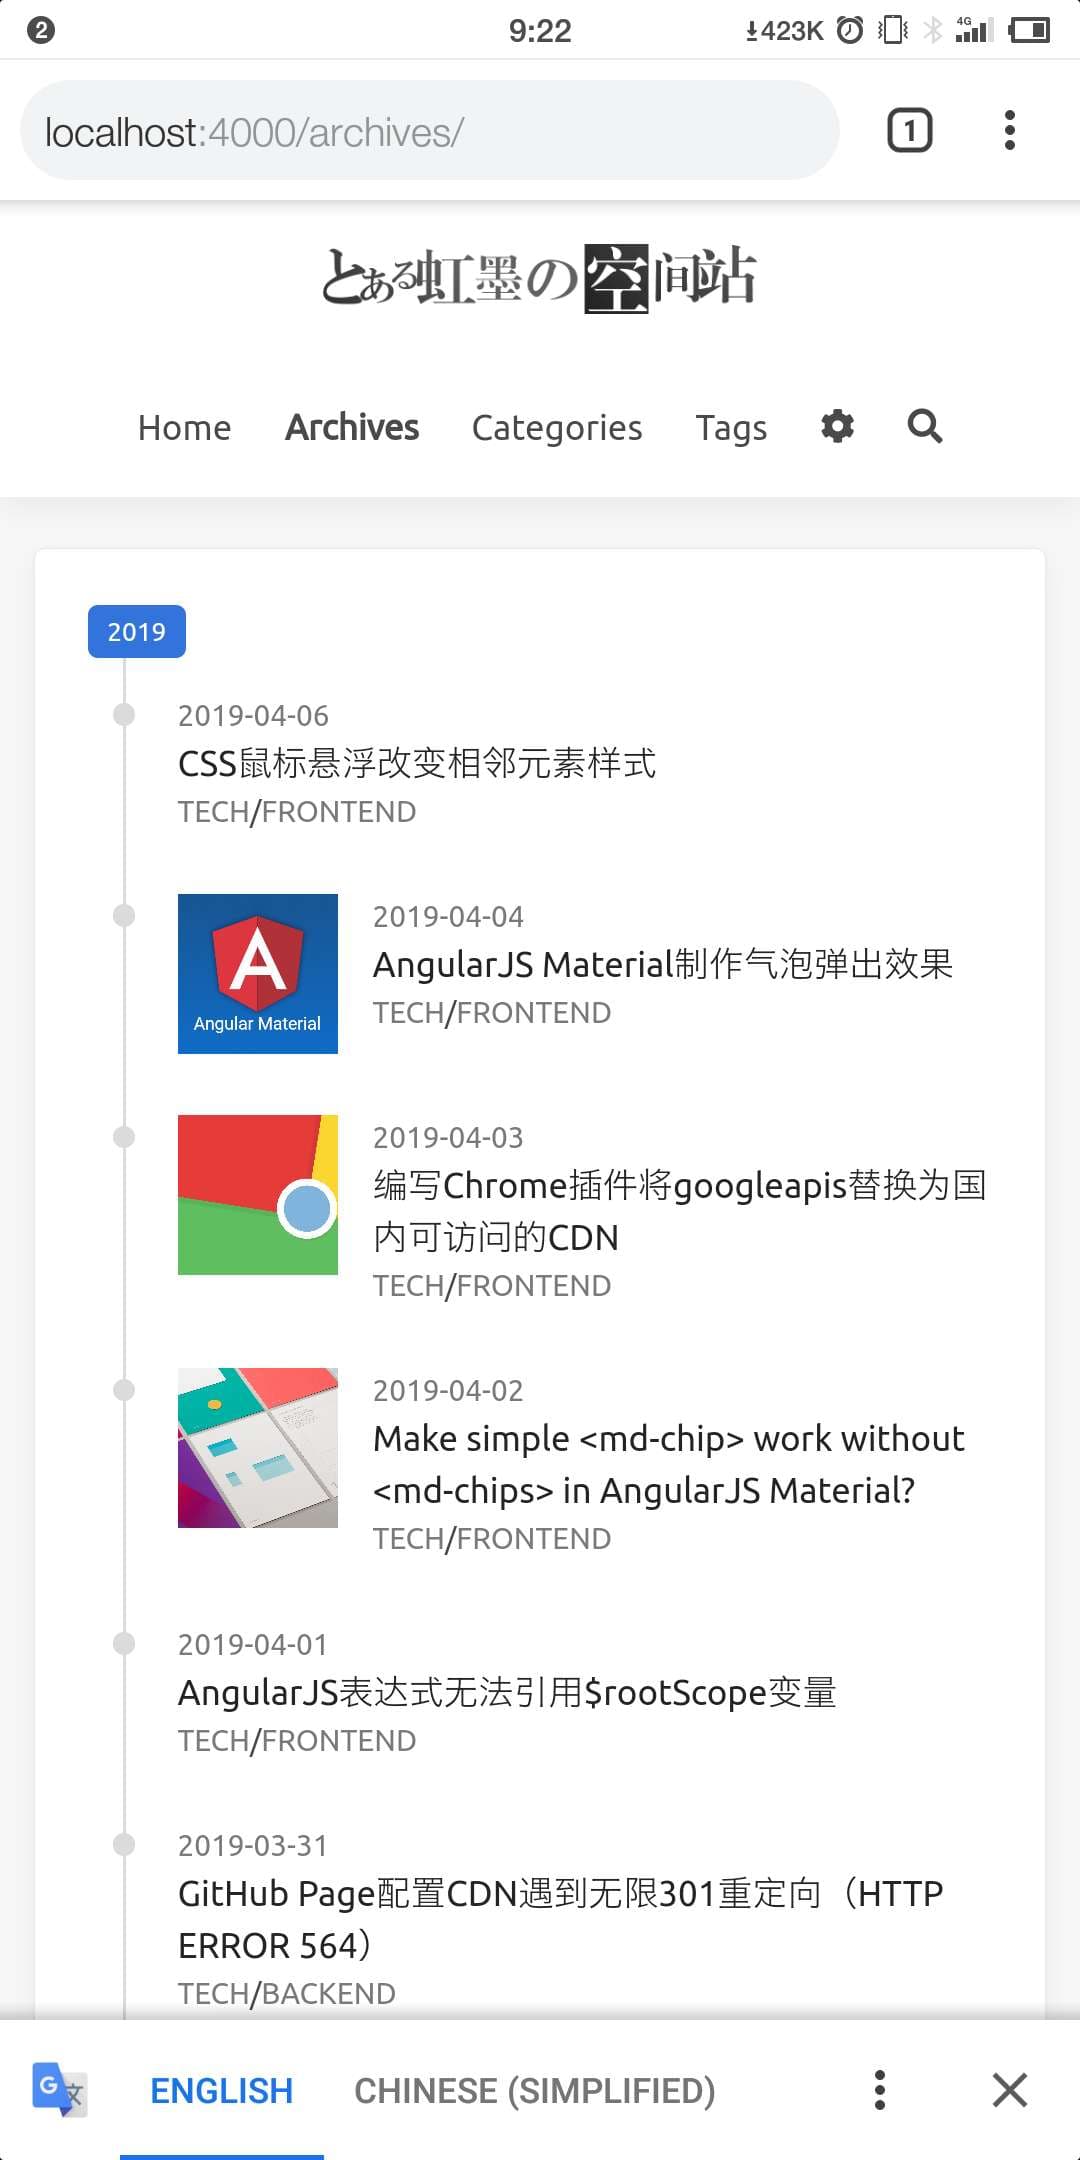 2
9:22
423K
4G
localhost:4000/archives/
1
とある虹墨の空间站
Home Archives Categories Tags
2019
2019-04-06
CSS鼠标悬浮改变相邻元素样式
TECH/FRONTEND
Angular Material
2019-04-04
AngularJS Material制作气泡弹出效果
TECH/FRONTEND
2019-04-03
编写Chrome插件将googleapis替换为国
内可访问的CDN
TECH/FRONTEND
2019-04-02
Make simple <md-chip> work without
<md-chips> in AngularJS Material?
TECH/FRONTEND
2019-04-01
AngularJS表达式无法引用$rootScope变量
TECH/FRONTEND
2019-03-31
GitHub Page配置CDN遇到无限301重定向（HTTP
ERROR 564）
TECH/BACKEND
ENGLISH CHINESE (SIMPLIFIED)